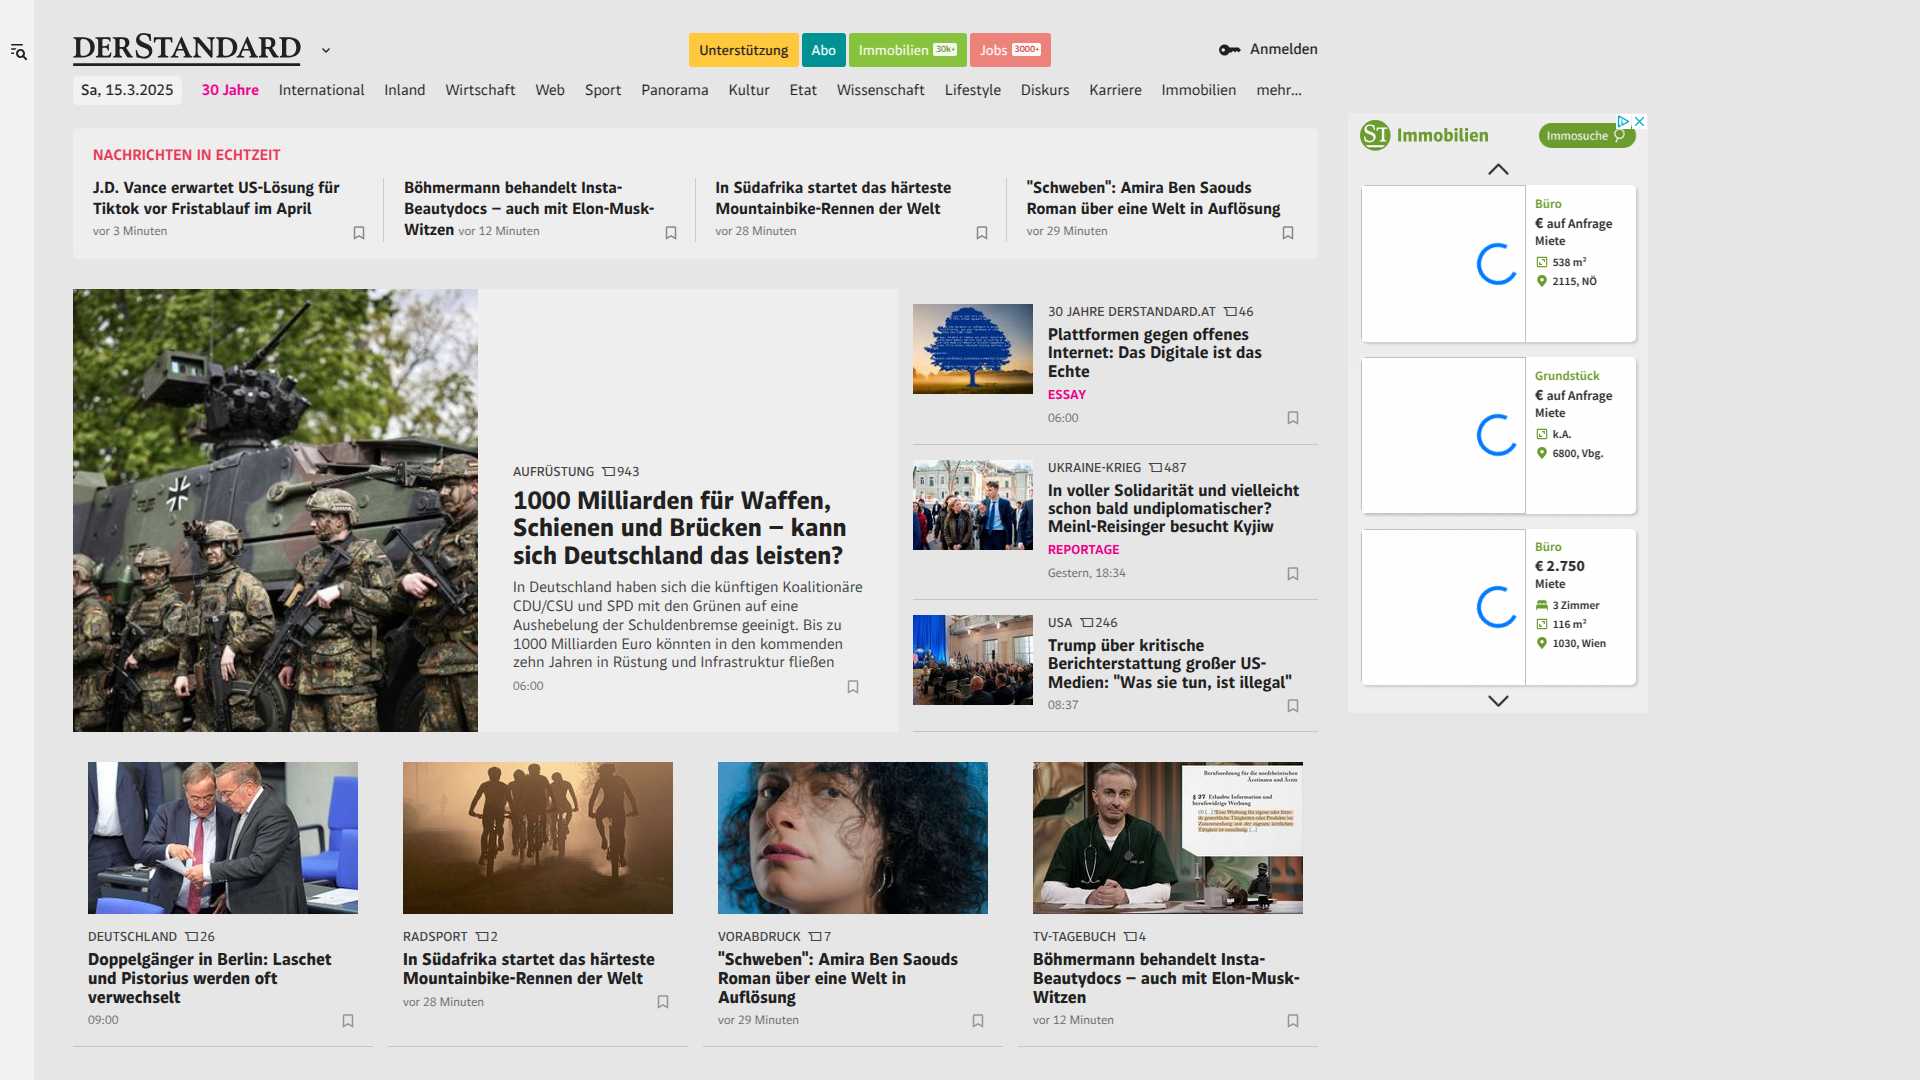 DERSTANDARD
Unterstützung
Abo
Immobilien 30k+
Jobs 3000+
Anmelden
Sa, 15.3.2025
30 Jahre
International
Inland
Wirtschaft
Web
Sport
Panorama
Kultur
Etat
Wissenschaft
Lifestyle
Diskurs
Karriere
Immobilien
mehr...
NACHRICHTEN IN ECHTZEIT
J.D. Vance erwartet US-Lösung für
Tiktok vor Fristablauf im April
vor 3 Minuten
Böhmermann behandelt Insta-
Beautydocs – auch mit Elon-Musk-
Witzen vor 12 Minuten
In Südafrika startet das härteste
Mountainbike-Rennen der Welt
vor 28 Minuten
"Schweben": Amira Ben Saouds
Roman über eine Welt in Auflösung
vor 29 Minuten
AUFRÜSTUNG 943
1000 Milliarden für Waffen,
Schienen und Brücken – kann
sich Deutschland das leisten?
In Deutschland haben sich die künftigen Koalitionäre
CDU/CSU und SPD mit den Grünen auf eine
Aushebelung der Schuldenbremse geeinigt. Bis zu
1000 Milliarden Euro könnten in den kommenden
zehn Jahren in Rüstung und Infrastruktur fließen
06:00
30 JAHRE DERSTANDARD.AT 46
Plattformen gegen offenes
Internet: Das Digitale ist das
Echte
ESSAY
06:00
UKRAINE-KRIEG 487
In voller Solidarität und vielleicht
schon bald undiplomatischer?
Meinl-Reisinger besucht Kyjiw
REPORTAGE
Gestern, 18:34
USA 246
Trump über kritische
Berichterstattung großer US-
Medien: "Was sie tun, ist illegal"
08:37
ST Immobilien
Immosuche
Büro
€ auf Anfrage
Miete
538 m²
2115, NÖ
Grundstück
€ auf Anfrage
Miete
k.A.
6800, Vbg.
Büro
€ 2.750
Miete
3 Zimmer
116 m²
1030, Wien
DEUTSCHLAND 26
Doppelgänger in Berlin: Laschet
und Pistorius werden oft
verwechselt
09:00
RADSPORT 2
In Südafrika startet das härteste
Mountainbike-Rennen der Welt
vor 28 Minuten
VORABDRUCK 7
"Schweben": Amira Ben Saouds
Roman über eine Welt in
Auflösung
vor 29 Minuten
Berufsordnung für die nordrheinischen
Ärztinnen und Ärzte
§ 27 Erlaubte Information und
berufswidrige Werbung
TV-TAGEBUCH 4
Böhmermann behandelt Insta-
Beautydocs – auch mit Elon-Musk-
Witzen
vor 12 Minuten